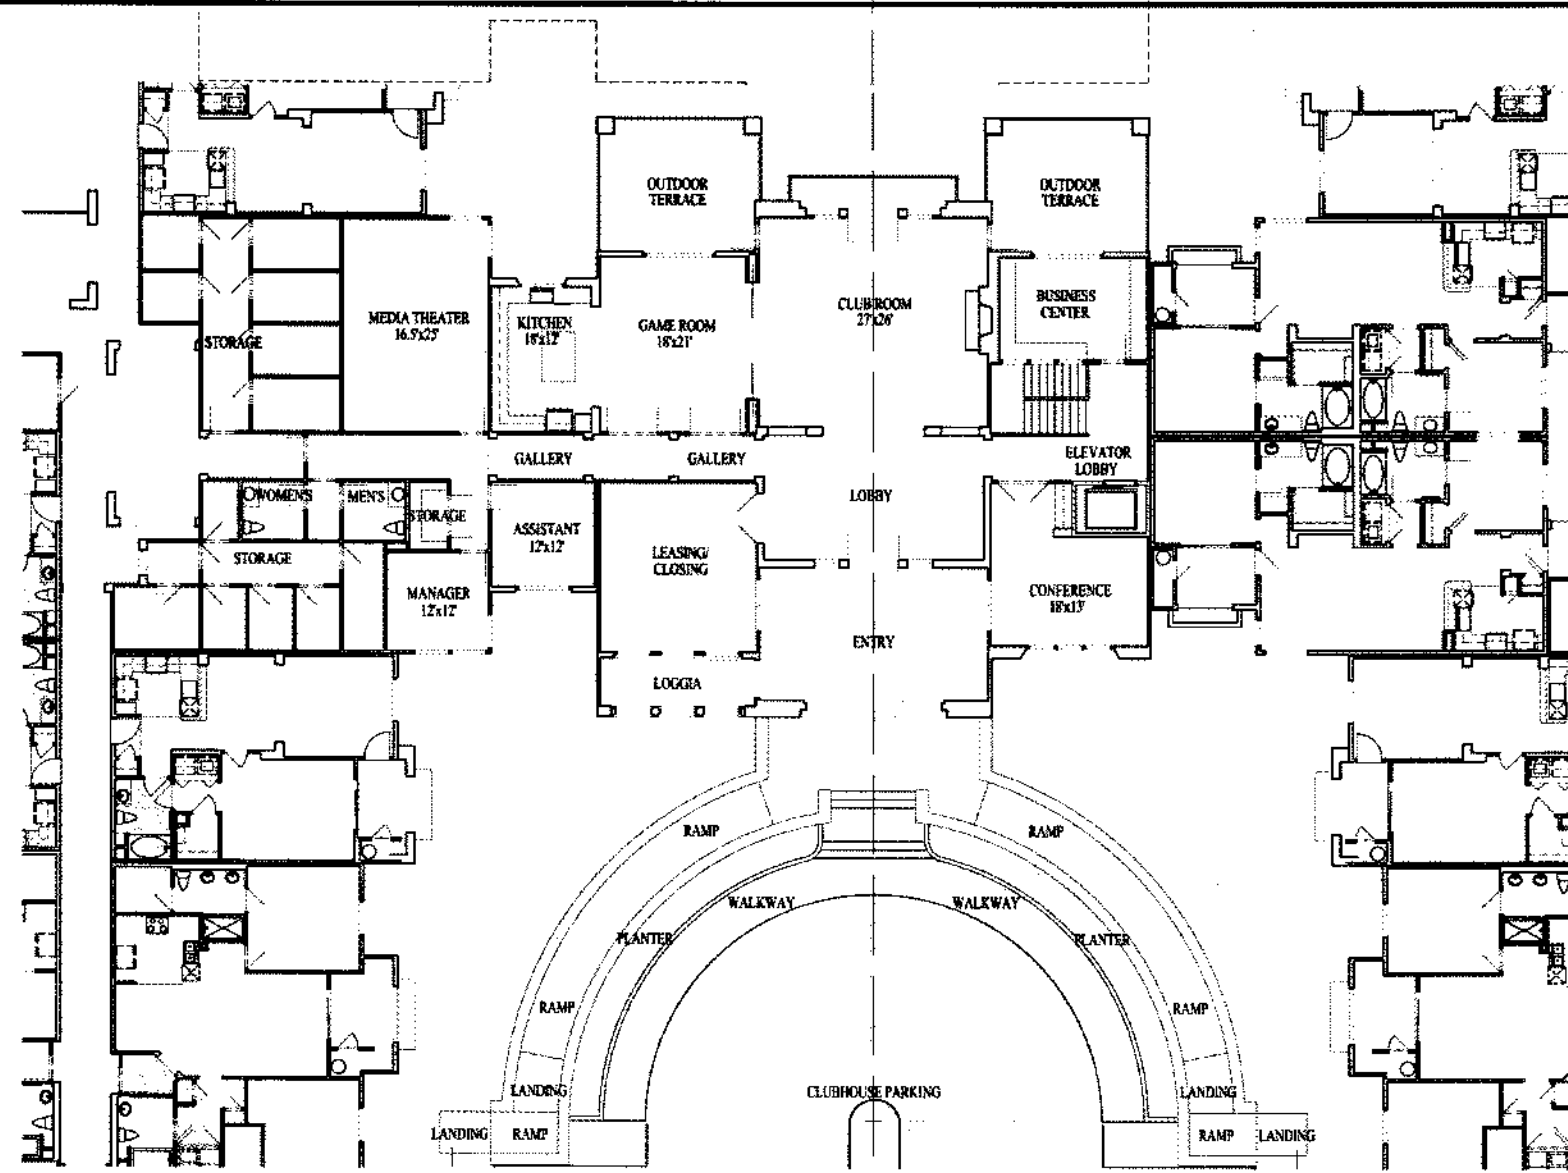 OUTDOOR
TERRACE
OUTDOOR
TERRACE
MEDIA THEATER
16.5'x25'
KITCHEN
18'x12'
GAME ROOM
18'x21'
CLUB ROOM
27'x26'
BUSINESS
CENTER
STORAGE
GALLERY
GALLERY
ELEVATOR
LOBBY
LOBBY
WOMEN'S
MEN'S
STORAGE
ASSISTANT
12'x12'
LEASING/
CLOSING
STORAGE
MANAGER
12'x12'
CONFERENCE
18'x13'
ENTRY
LOGGIA
RAMP
RAMP
WALKWAY
WALKWAY
PLANTER
PLANTER
RAMP
RAMP
LANDING
CLUBHOUSE PARKING
LANDING
LANDING
RAMP
RAMP
LANDING